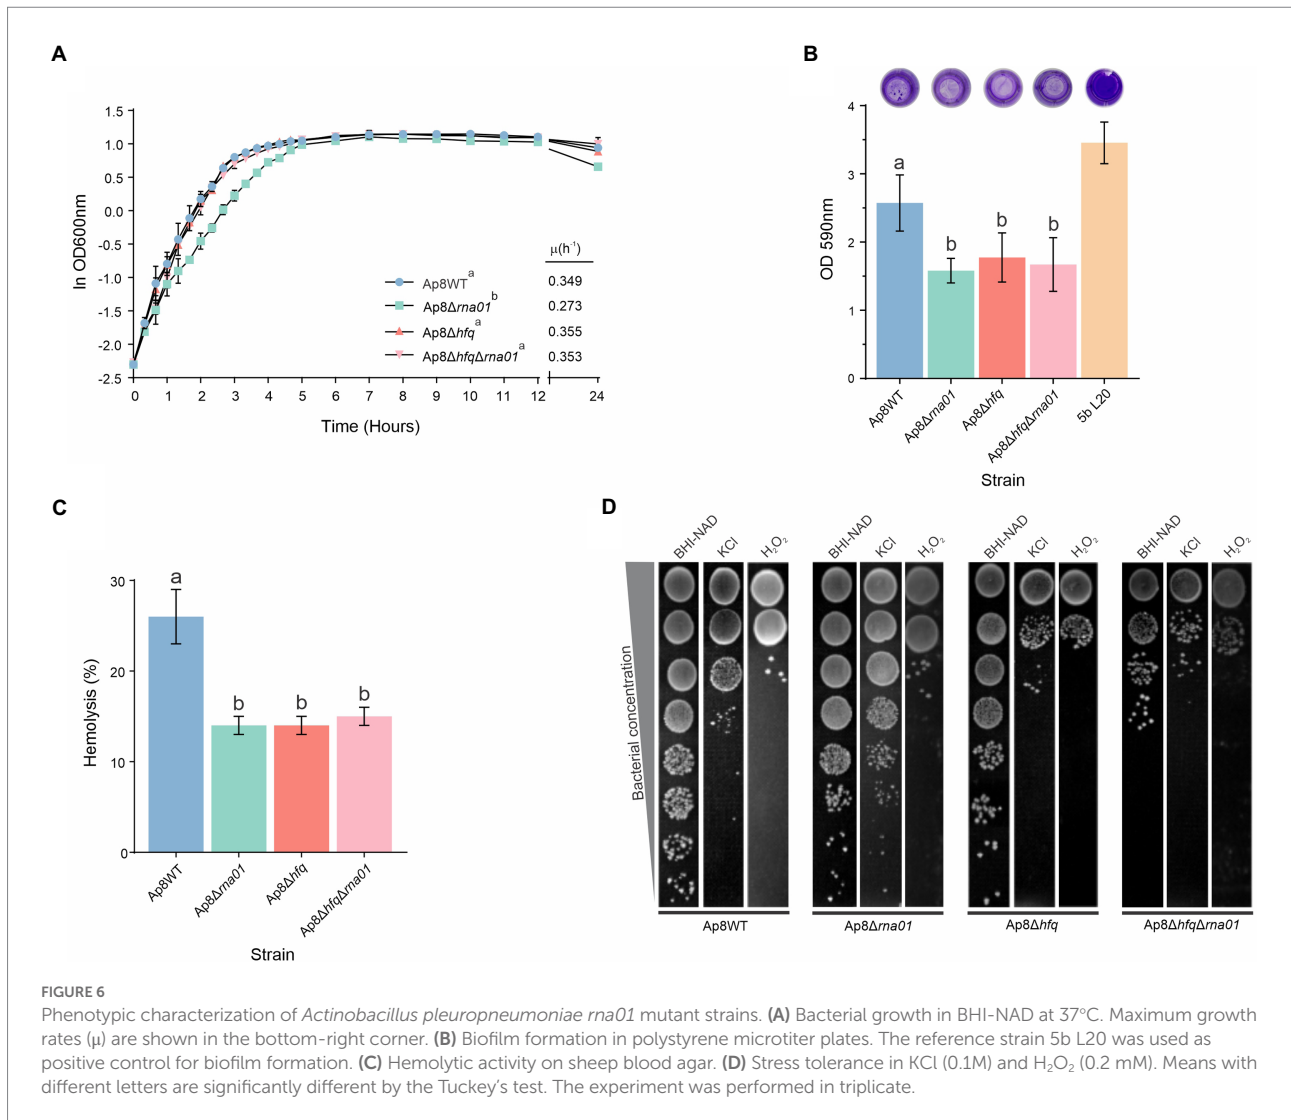 A
ln OD600nm
1.5
1.0
0.5
0.0
-0.5
-1.0
-1.5
-2.0
-2.5
0 1 2 3 4 5 6 7 8 9 10 11 12 24
Time (Hours)
μ(h⁻¹)
Ap8WTᵃ 0.349
Ap8Δrna01ᵇ 0.273
Ap8Δhfqᵃ 0.355
Ap8ΔhfqΔrna01ᵃ 0.353
B
OD 590nm
4
3
2
1
0
a b b b
Ap8WT Ap8Δrna01 Ap8Δhfq Ap8ΔhfqΔrna01 5b L20
Strain
C
Hemolysis (%)
30
20
10
0
a b b b
Ap8WT Ap8Δrna01 Ap8Δhfq Ap8ΔhfqΔrna01
Strain
D
BHI-NAD KCl H₂O₂ BHI-NAD KCl H₂O₂ BHI-NAD KCl H₂O₂ BHI-NAD KCl H₂O₂
Bacterial concentration
Ap8WT Ap8Δrna01 Ap8Δhfq Ap8ΔhfqΔrna01
FIGURE 6
Phenotypic characterization of Actinobacillus pleuropneumoniae rna01 mutant strains. (A) Bacterial growth in BHI-NAD at 37°C. Maximum growth
rates (μ) are shown in the bottom-right corner. (B) Biofilm formation in polystyrene microtiter plates. The reference strain 5b L20 was used as
positive control for biofilm formation. (C) Hemolytic activity on sheep blood agar. (D) Stress tolerance in KCl (0.1M) and H₂O₂ (0.2 mM). Means with
different letters are significantly different by the Tuckey's test. The experiment was performed in triplicate.